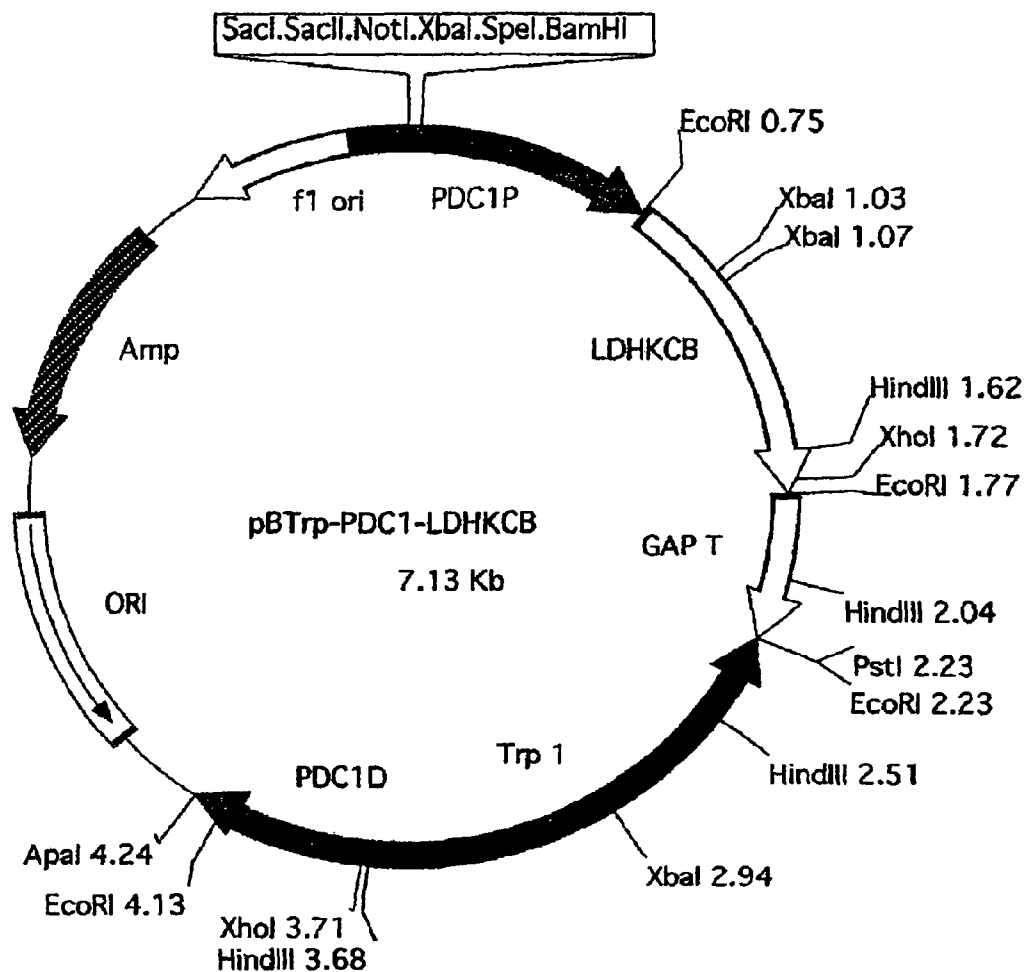 SacI.SacII.NotI.XbaI.SpeI.BamHI
EcoRI 0.75
f1 ori
PDC1P
XbaI 1.03
XbaI 1.07
Amp
LDHKCB
HindIII 1.62
XhoI 1.72
EcoRI 1.77
pBTrp-PDC1-LDHKCB
7.13 Kb
GAP T
ORI
HindIII 2.04
PstI 2.23
EcoRI 2.23
Trp 1
HindIII 2.51
PDC1D
ApaI 4.24
XbaI 2.94
EcoRI 4.13
XhoI 3.71
HindIII 3.68